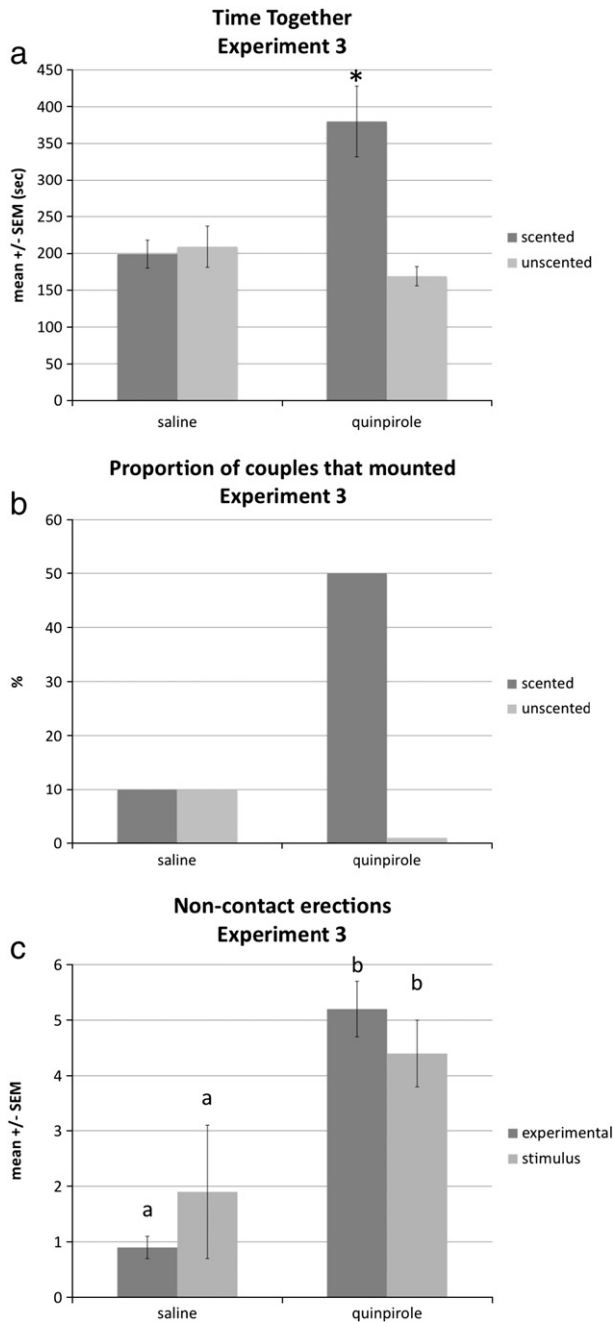 Time Together
Experiment 3
a
450
400
350
300
250
200
150
100
50
0
mean +/- SEM (sec)
*
scented
unscented
saline quinpirole
Proportion of couples that mounted
Experiment 3
b
60
50
40
30
20
10
0
%
scented
unscented
saline quinpirole
Non-contact erections
Experiment 3
c
6
5
4
3
2
1
0
mean +/- SEM
a
a
b
b
experimental
stimulus
saline quinpirole